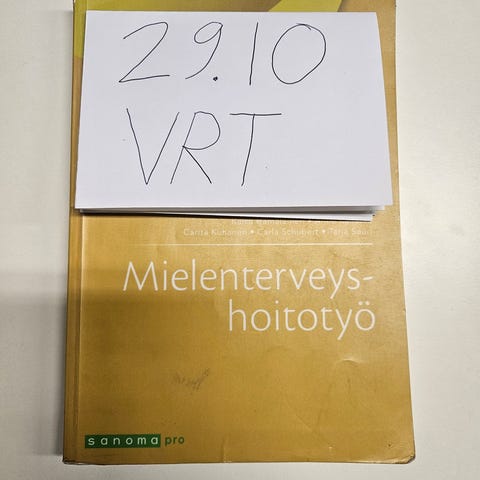 29.10
VRT
Carita Kuhanen • Carla Schubert • Tarja Seuri
Mielenterveys-
hoitotyö
sanoma pro